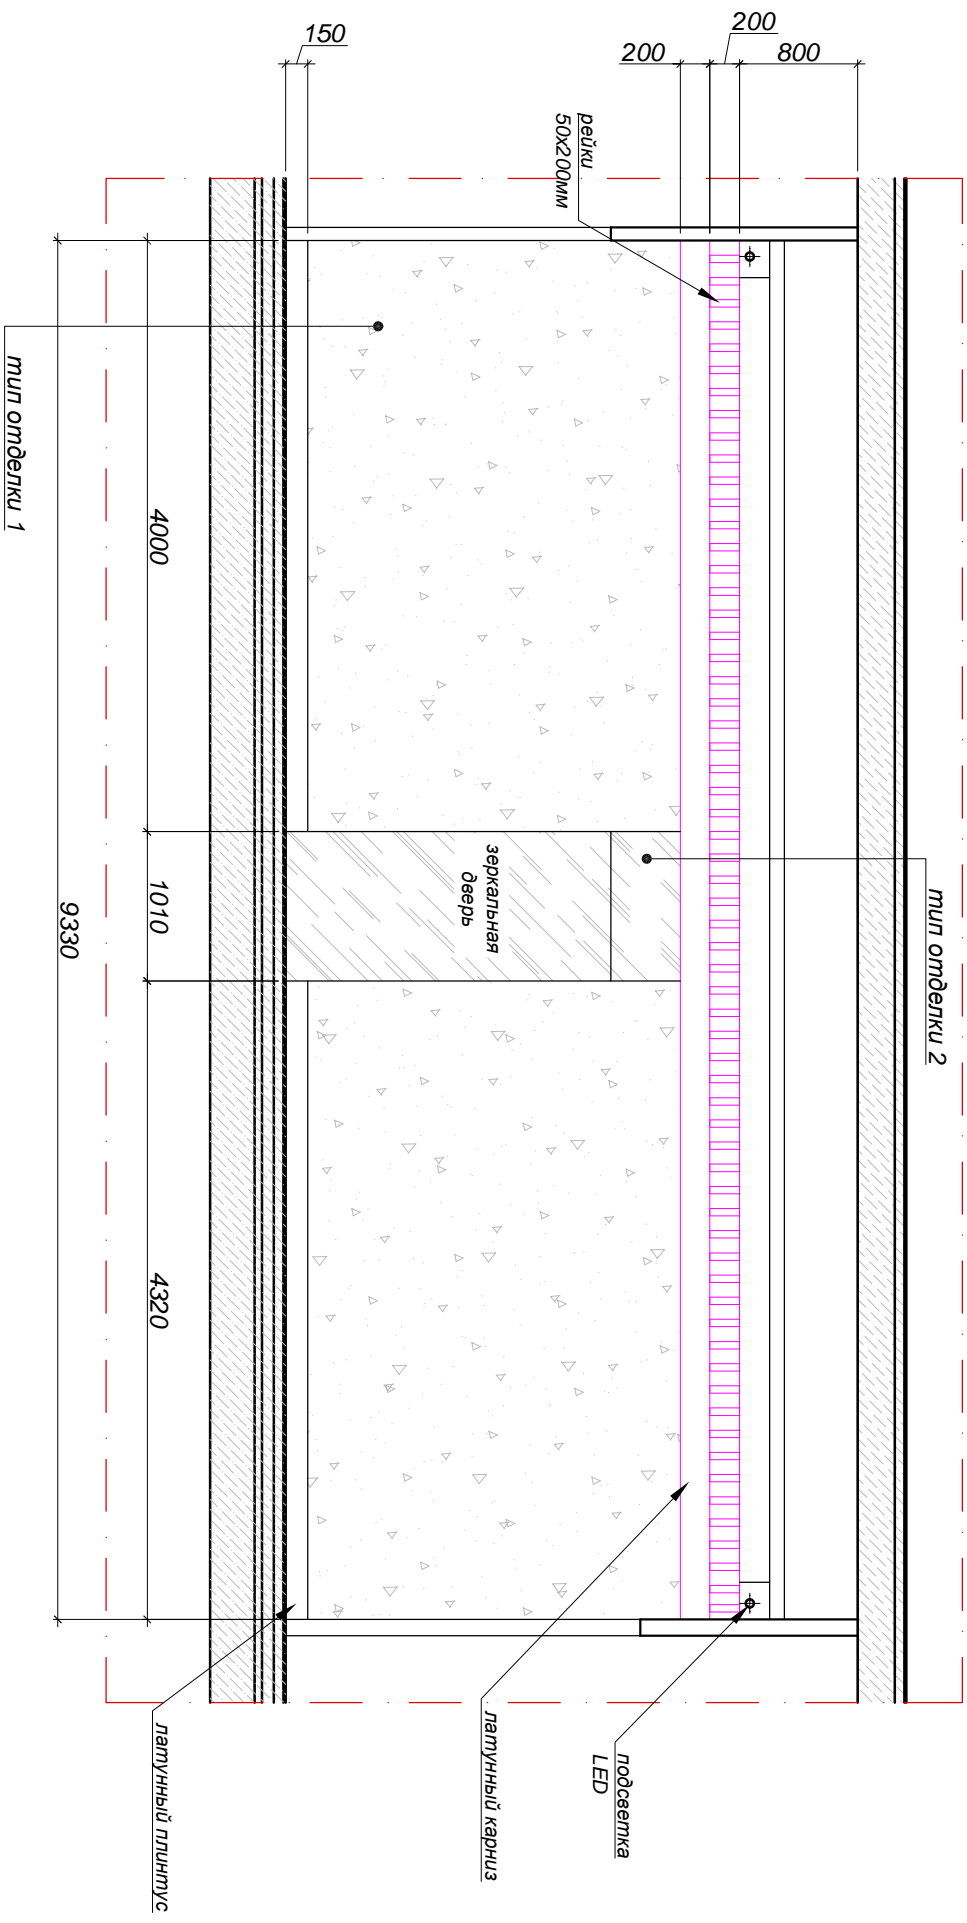 150
200
200
800
рейки
50x200мм
тип отделки 1
4000
1010
4320
9330
зеркальная
дверь
тип отделки 2
подсветка
LED
латунный карниз
латунный плинтус